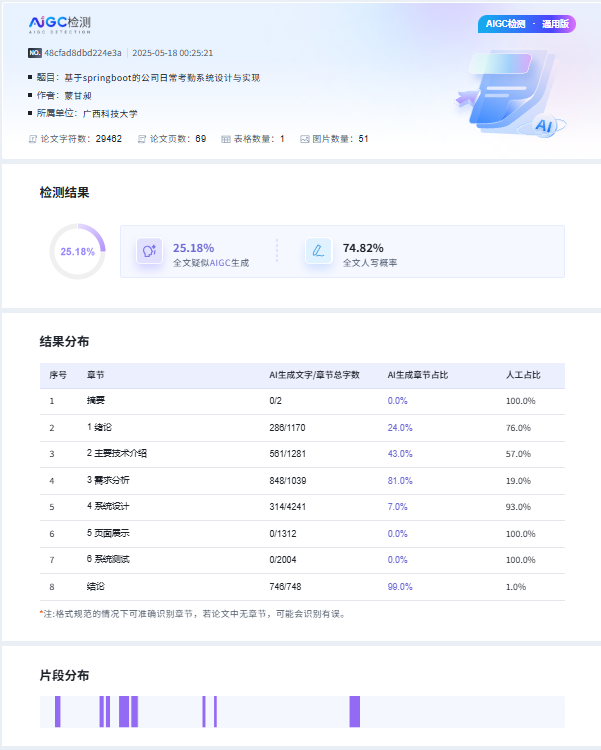 AIGC检测
AIGC DETECTION
AIGC检测 · 通用版
NO. 48cfad8dbd224e3a | 2025-05-18 00:25:21
题目：基于springboot的公司日常考勤系统设计与实现
作者：蒙甘昶
所属单位：广西科技大学
论文字符数：29462 论文页数：69 表格数量：1 图片数量：51
AI
检测结果
25.18%
25.18%
全文疑似AIGC生成
74.82%
全文人写概率
结果分布
序号 章节 AI生成文字/章节总字数 AI生成章节占比 人工占比
1 摘要 0/2 0.0% 100.0%
2 1 绪论 286/1170 24.0% 76.0%
3 2 主要技术介绍 561/1281 43.0% 57.0%
4 3 需求分析 848/1039 81.0% 19.0%
5 4 系统设计 314/4241 7.0% 93.0%
6 5 页面展示 0/1312 0.0% 100.0%
7 6 系统测试 0/2004 0.0% 100.0%
8 结论 746/748 99.0% 1.0%
*注:格式规范的情况下可准确识别章节，若论文中无章节，可能会识别有误。
片段分布